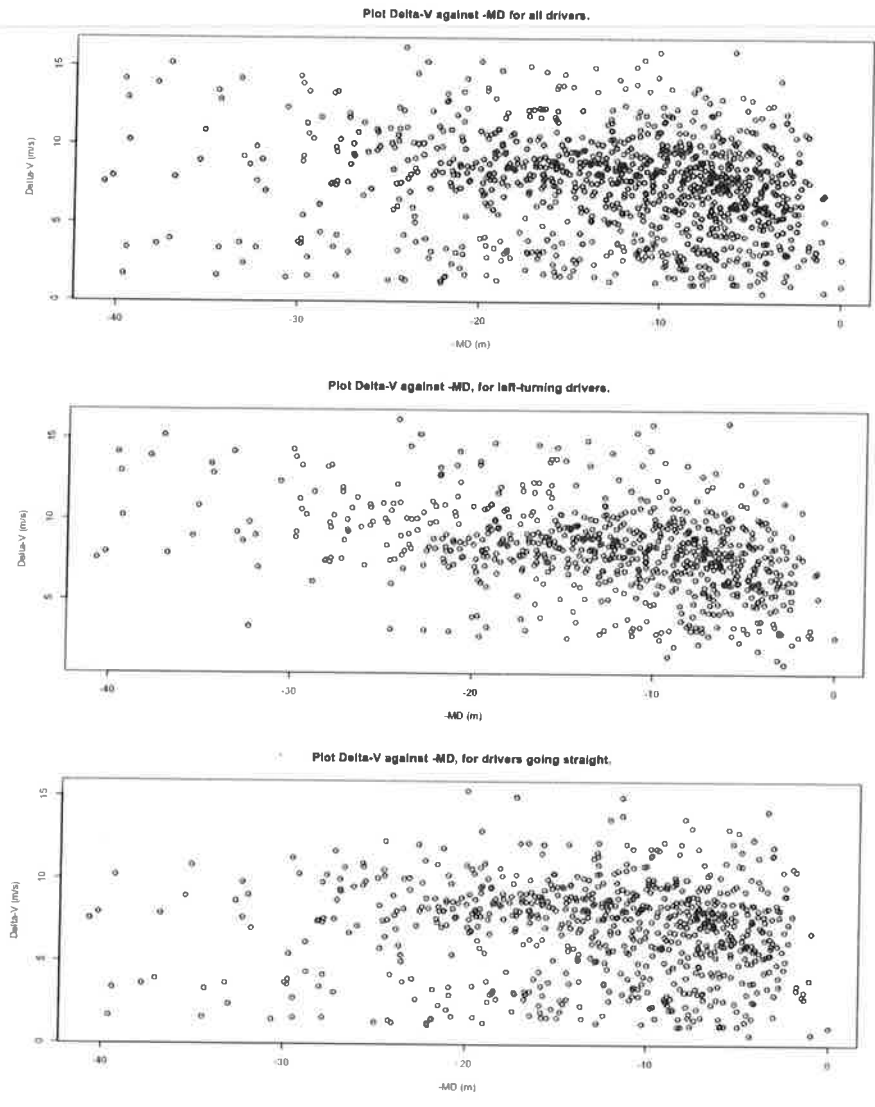 Plot Delta-V against -MD for all drivers.
15
10
5
0
Delta-V (m/s)
-40
-30
-20
-10
0
-MD (m)
Plot Delta-V against -MD, for left-turning drivers.
15
10
5
Delta-V (m/s)
-40
-30
-20
-10
0
-MD (m)
Plot Delta-V against -MD, for drivers going straight.
15
10
5
0
Delta-V (m/s)
-40
-30
-20
-10
0
-MD (m)